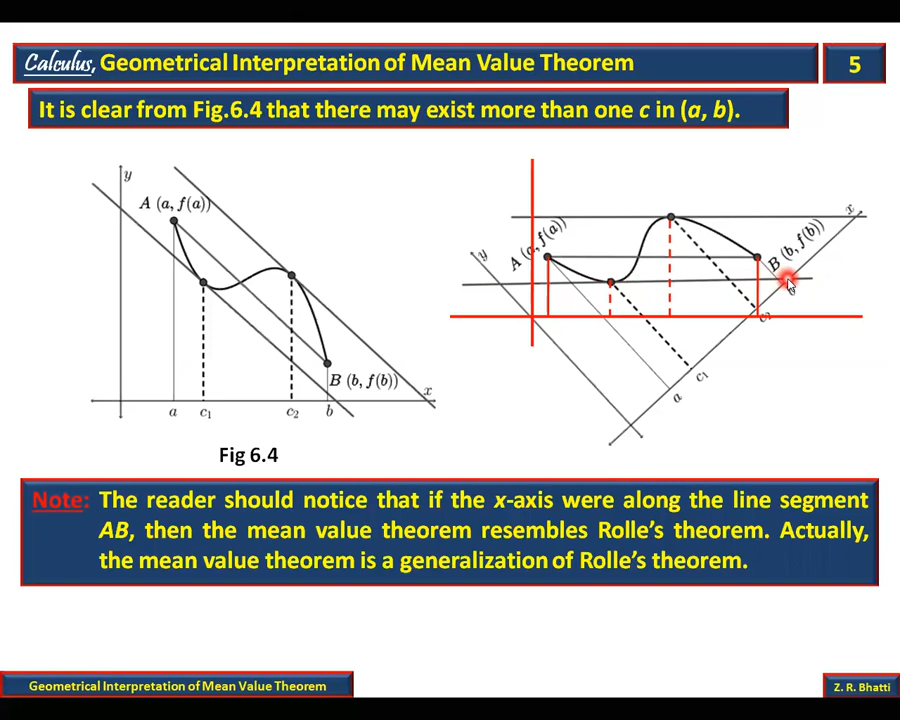 Calculus, Geometrical Interpretation of Mean Value Theorem
5
It is clear from Fig.6.4 that there may exist more than one c in (a, b).
y
A (a, f(a))
B (b, f(b))
x
a c₁ c₂ b
Fig 6.4
y
A (a, f(a))
B (b, f(b))
x
c₂
c₁
a
Note: The reader should notice that if the x-axis were along the line segment
AB, then the mean value theorem resembles Rolle's theorem. Actually,
the mean value theorem is a generalization of Rolle's theorem.
Geometrical Interpretation of Mean Value Theorem
Z. R. Bhatti